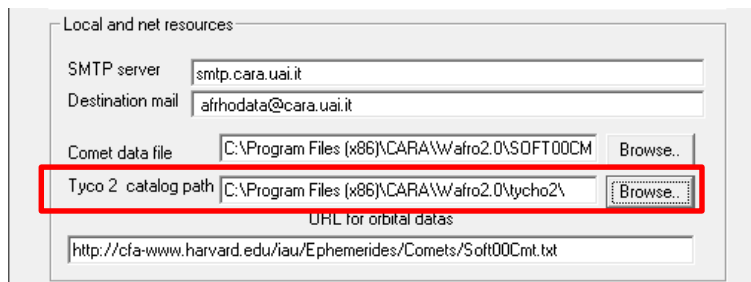 Local and net resources
SMTP server smtp.cara.uai.it
Destination mail afrhodata@cara.uai.it
Comet data file C:\Program Files (x86)\CARA\Wafro2.0\SOFT00CM Browse..
Tyco 2 catalog path C:\Program Files (x86)\CARA\Wafro2.0\tycho2\ Browse..
URL for orbital datas
http://cfa-www.harvard.edu/iau/Ephemerides/Comets/Soft00Cmt.txt